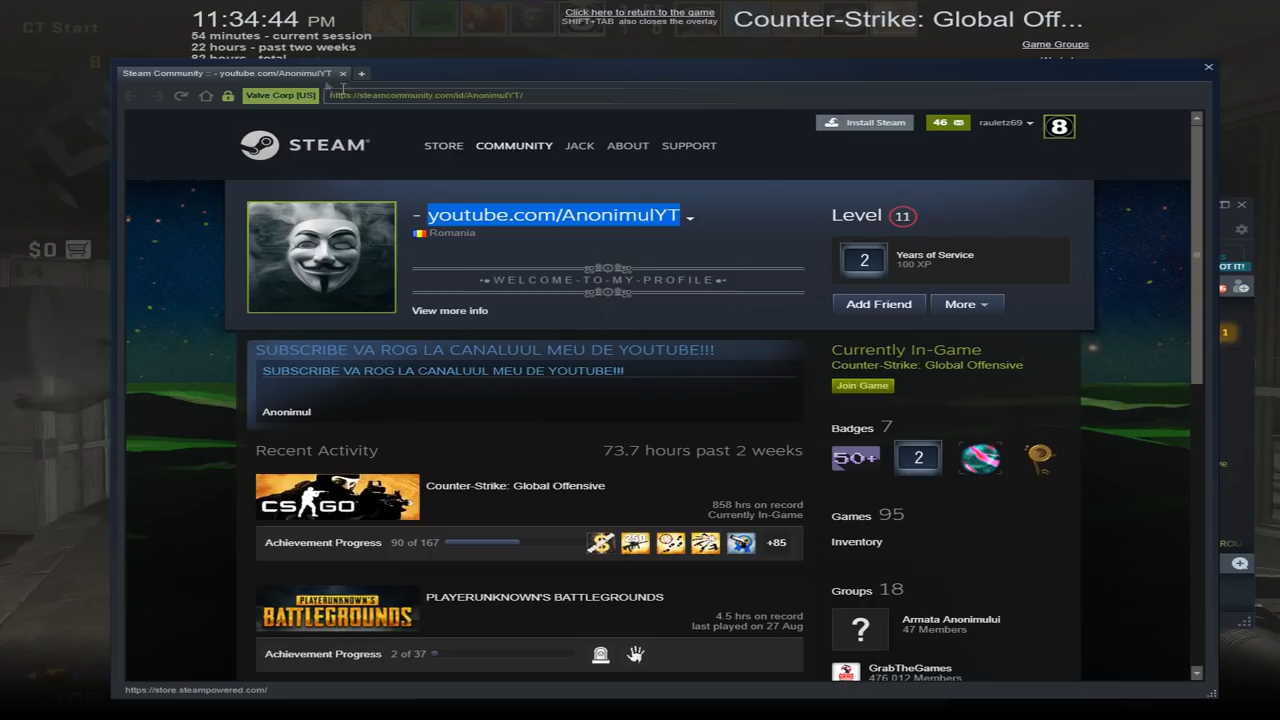 CT Start
11:34:44 PM
54 minutes - current session
22 hours - past two weeks
82 hours - total
Click here to return to the game
SHIFT+TAB also closes the overlay
Counter-Strike: Global Off...
Game Groups
Steam Community :: - youtube.com/AnonimulYT
Valve Corp [US]
https://steamcommunity.com/id/AnonimulYT/
Install Steam
46
rauletz69
8
STEAM
STORE COMMUNITY JACK ABOUT SUPPORT
- youtube.com/AnonimulYT
Romania
WELCOME-TO-MY-PROFILE
View more info
Level 11
2
Years of Service
100 XP
Add Friend
More
$0
OT IT!
1
SUBSCRIBE VA ROG LA CANALUUL MEU DE YOUTUBE!!!
SUBSCRIBE VA ROG LA CANALUUL MEU DE YOUTUBE!!!
Anonimul
Currently In-Game
Counter-Strike: Global Offensive
Join Game
Recent Activity
73.7 hours past 2 weeks
Badges 7
50+
2
CS GO
Counter-Strike: Global Offensive
858 hrs on record
Currently In-Game
Achievement Progress 90 of 167
250
+85
Games 95
Inventory
PLAYERUNKNOWN'S
BATTLEGROUNDS
PLAYERUNKNOWN'S BATTLEGROUNDS
4.5 hrs on record
last played on 27 Aug
Achievement Progress 2 of 37
Groups 18
?
Armata Anonimului
47 Members
GrabTheGames
476,012 Members
https://store.steampowered.com/